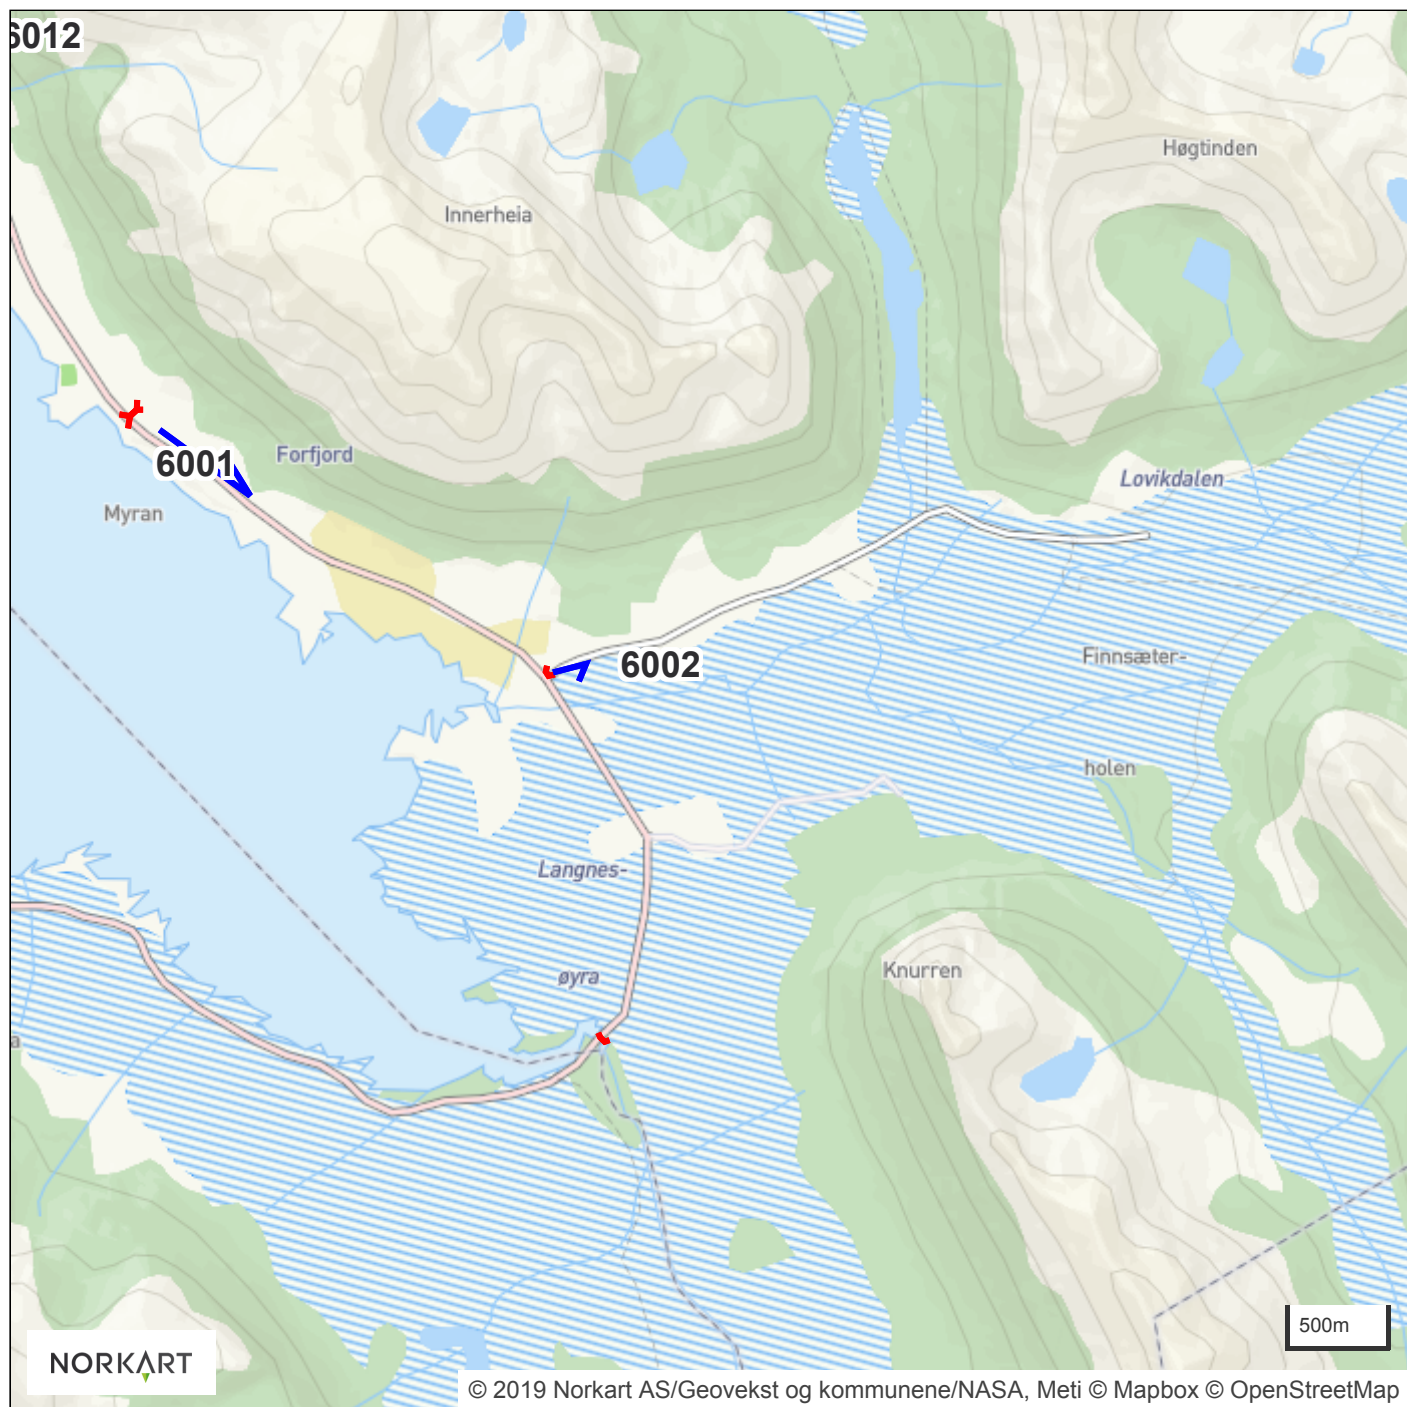 6012
Høgtinden
Innerheia
Forfjord
6001
Lovikdalen
Myran
6002
Finnsæter-
holen
Langnes-
Knurren
øyra
a
500m
NORKART
© 2019 Norkart AS/Geovekst og kommunene/NASA, Meti © Mapbox © OpenStreetMap